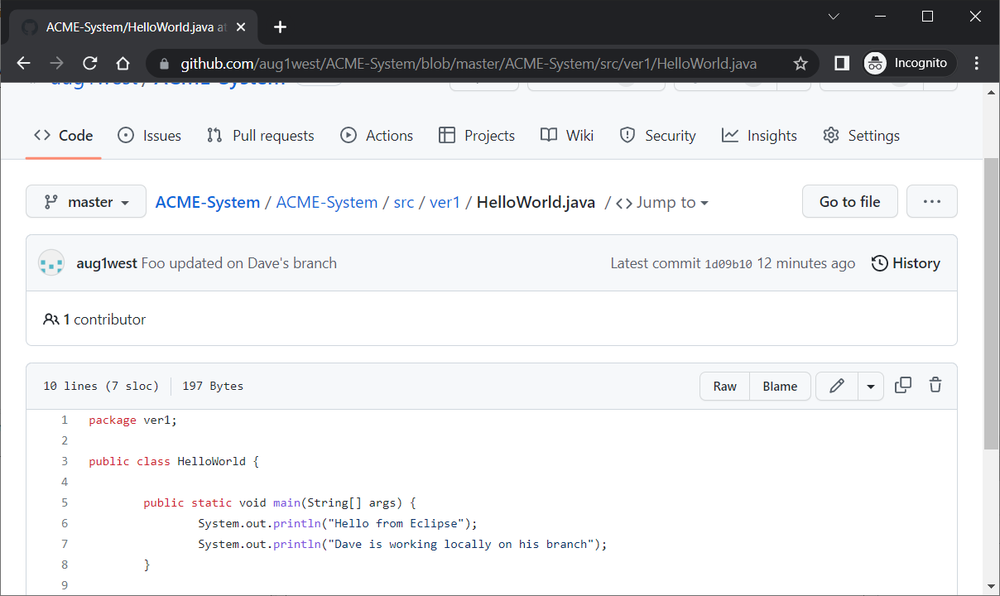 ACME-System/HelloWorld.java at
github.com/aug1west/ACME-System/blob/master/ACME-System/src/ver1/HelloWorld.java
Incognito
aug1west / ACME-System
Code Issues Pull requests Actions Projects Wiki Security Insights Settings
master ACME-System / ACME-System / src / ver1 / HelloWorld.java / <> Jump to Go to file ...
aug1west Foo updated on Dave's branch Latest commit 1d09b10 12 minutes ago History
1 contributor
10 lines (7 sloc) 197 Bytes Raw Blame
1 package ver1;
2
3 public class HelloWorld {
4
5 public static void main(String[] args) {
6 System.out.println("Hello from Eclipse");
7 System.out.println("Dave is working locally on his branch");
8 }
9